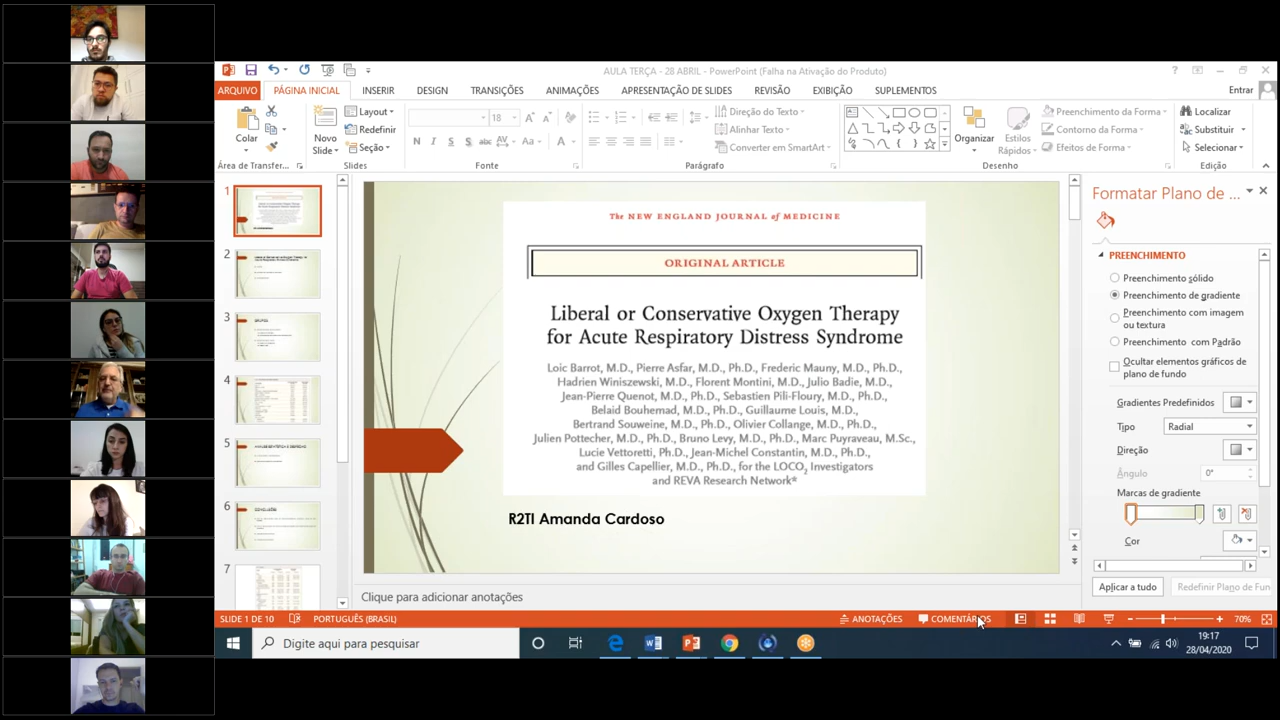 AULA TERÇA - 28 ABRIL - PowerPoint (Falha na Ativação do Produto)
ARQUIVO PÁGINA INICIAL INSERIR DESIGN TRANSIÇÕES ANIMAÇÕES APRESENTAÇÃO DE SLIDES REVISÃO EXIBIÇÃO SUPLEMENTOS Entrar
Colar
Novo Slide
Layout
Redefinir
Seção
18
Direção do Texto
Alinhar Texto
Converter em SmartArt
Organizar
Estilos Rápidos
Preenchimento da Forma
Contorno da Forma
Efeitos de Forma
Localizar
Substituir
Selecionar
Área de Transfer... Slides Fonte Parágrafo Desenho Edição
1
2
3
4
5
6
7
The NEW ENGLAND JOURNAL of MEDICINE
ORIGINAL ARTICLE
Liberal or Conservative Oxygen Therapy
for Acute Respiratory Distress Syndrome
Loic Barrot, M.D., Pierre Asfar, M.D., Ph.D., Frederic Mauny, M.D., Ph.D.,
Hadrien Winiszewski, M.D., Florent Montini, M.D., Julio Badie, M.D.,
Jean-Pierre Quenot, M.D., Ph.D., Sebastien Pili-Floury, M.D., Ph.D.,
Belaid Bouhemad, M.D., Ph.D., Guillaume Louis, M.D.,
Bertrand Souweine, M.D., Ph.D., Olivier Collange, M.D., Ph.D.,
Julien Pottecher, M.D., Ph.D., Bruno Levy, M.D., Ph.D., Marc Puyraveau, M.Sc.,
Lucie Vettoretti, Ph.D., Jean-Michel Constantin, M.D., Ph.D.,
and Gilles Capellier, M.D., Ph.D., for the LOCO2 Investigators
and REVA Research Network*
R2TI Amanda Cardoso
Clique para adicionar anotações
Formatar Plano de ...
PREENCHIMENTO
Preenchimento sólido
Preenchimento de gradiente
Preenchimento com imagem
ou textura
Preenchimento com Padrão
Ocultar elementos gráficos de
plano de fundo
Gradientes Predefinidos
Tipo Radial
Direção
Ângulo 0°
Marcas de gradiente
Cor
Aplicar a tudo Redefinir Plano de Fun
SLIDE 1 DE 10 PORTUGUÊS (BRASIL) ANOTAÇÕES COMENTÁRIOS 70%
Digite aqui para pesquisar
19:17
28/04/2020